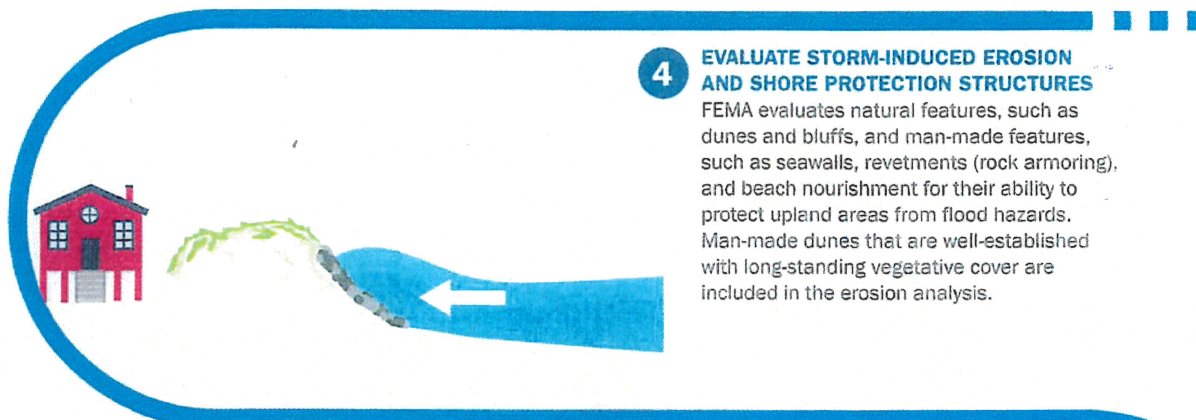 4
EVALUATE STORM-INDUCED EROSION
AND SHORE PROTECTION STRUCTURES
FEMA evaluates natural features, such as
dunes and bluffs, and man-made features,
such as seawalls, revetments (rock armoring),
and beach nourishment for their ability to
protect upland areas from flood hazards.
Man-made dunes that are well-established
with long-standing vegetative cover are
included in the erosion analysis.